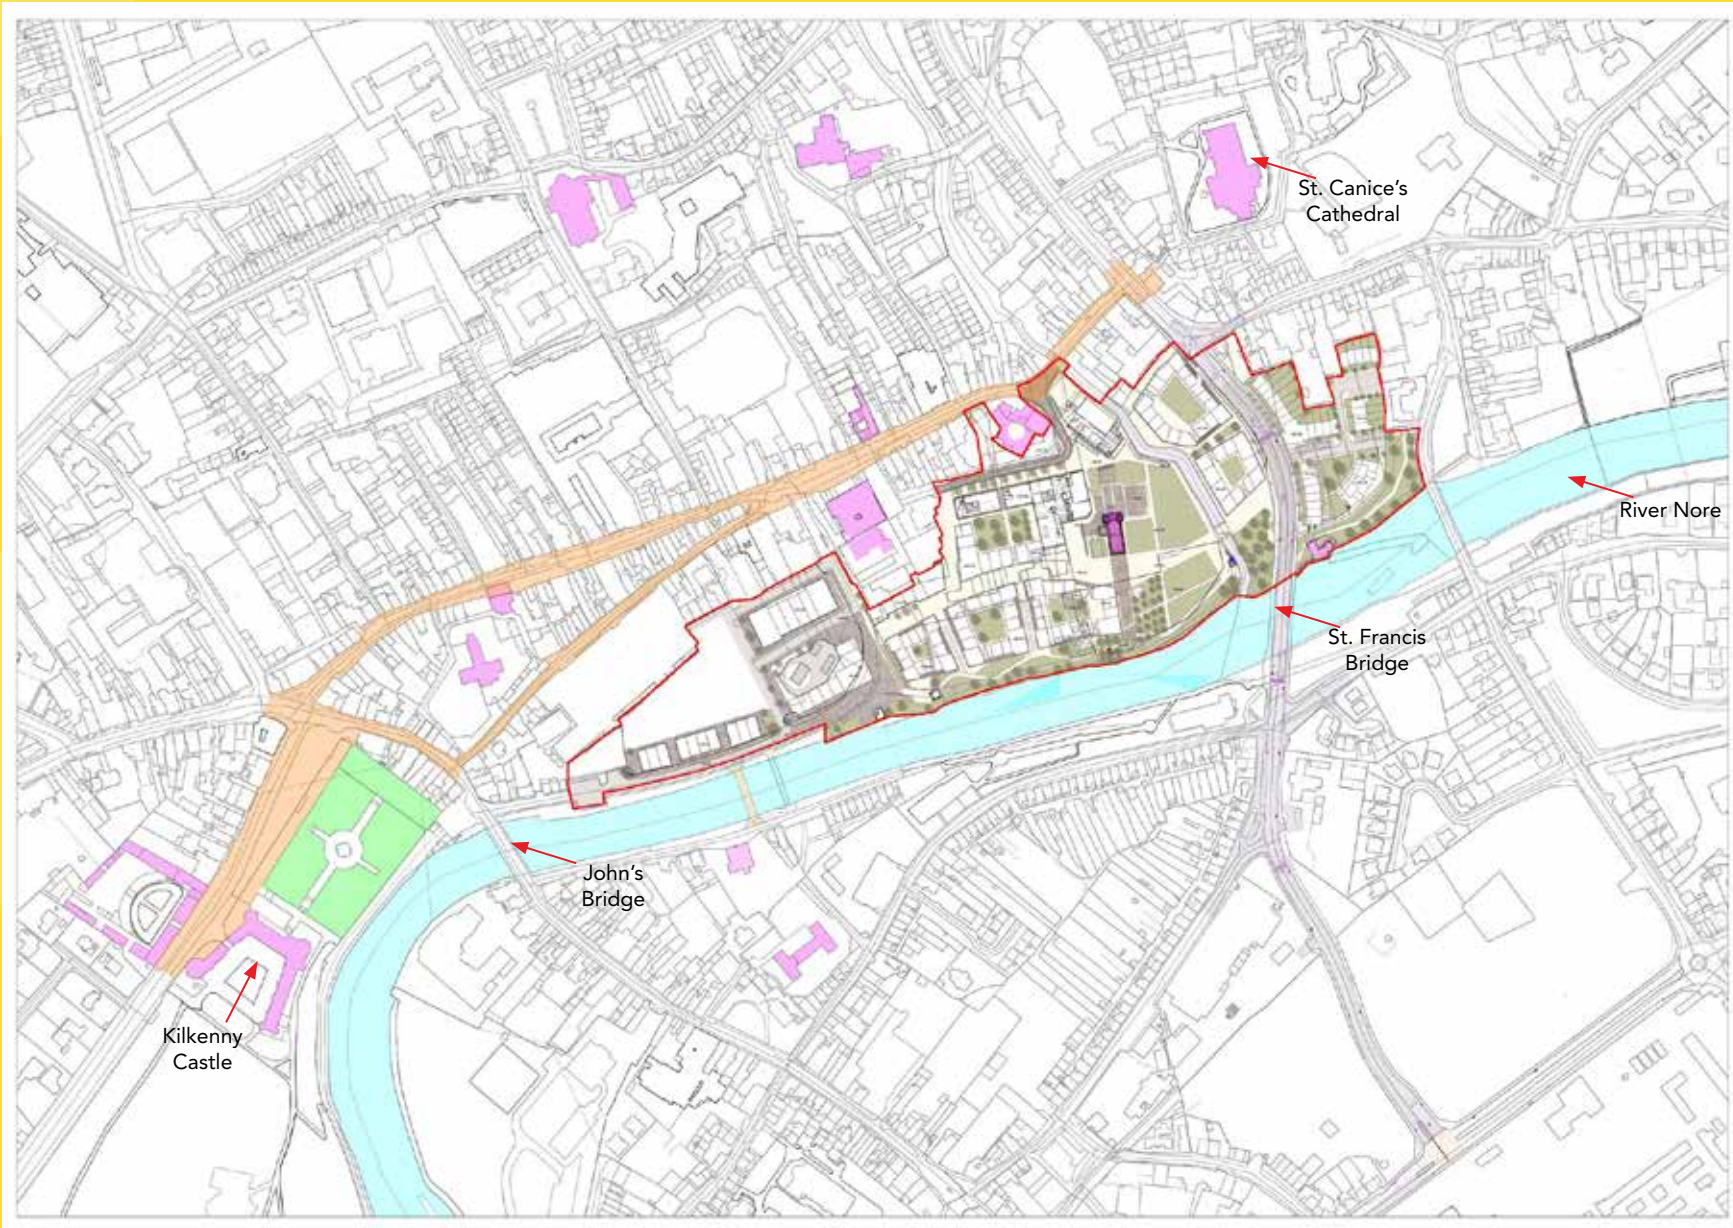 St. Canice's
Cathedral
River Nore
St. Francis
Bridge
John's
Bridge
Kilkenny
Castle